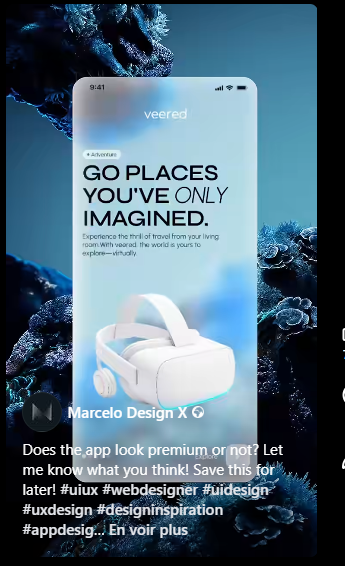 9:41
veered
+ Adventure
GO PLACES
YOU'VE ONLY
IMAGINED.
Experience the thrill of travel from your living
room.With veered, the world is yours to
explore—virtually.
Marcelo Design X
Does the app look premium or not? Let
me know what you think! Save this for
later! #uiux #webdesigner #uidesign
#uxdesign #designinspiration
#appdesig... En voir plus